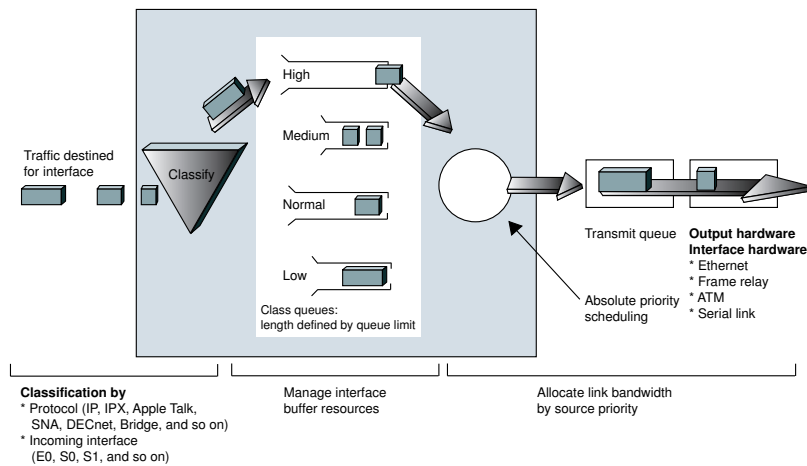 High
Medium
Normal
Low
Class queues:
length defined by queue limit
Traffic destined
for interface
Classify
Transmit queue
Output hardware
Interface hardware
* Ethernet
* Frame relay
* ATM
* Serial link
Absolute priority
scheduling
Classification by
* Protocol (IP, IPX, Apple Talk,
SNA, DECnet, Bridge, and so on)
* Incoming interface
(E0, S0, S1, and so on)
Manage interface
buffer resources
Allocate link bandwidth
by source priority